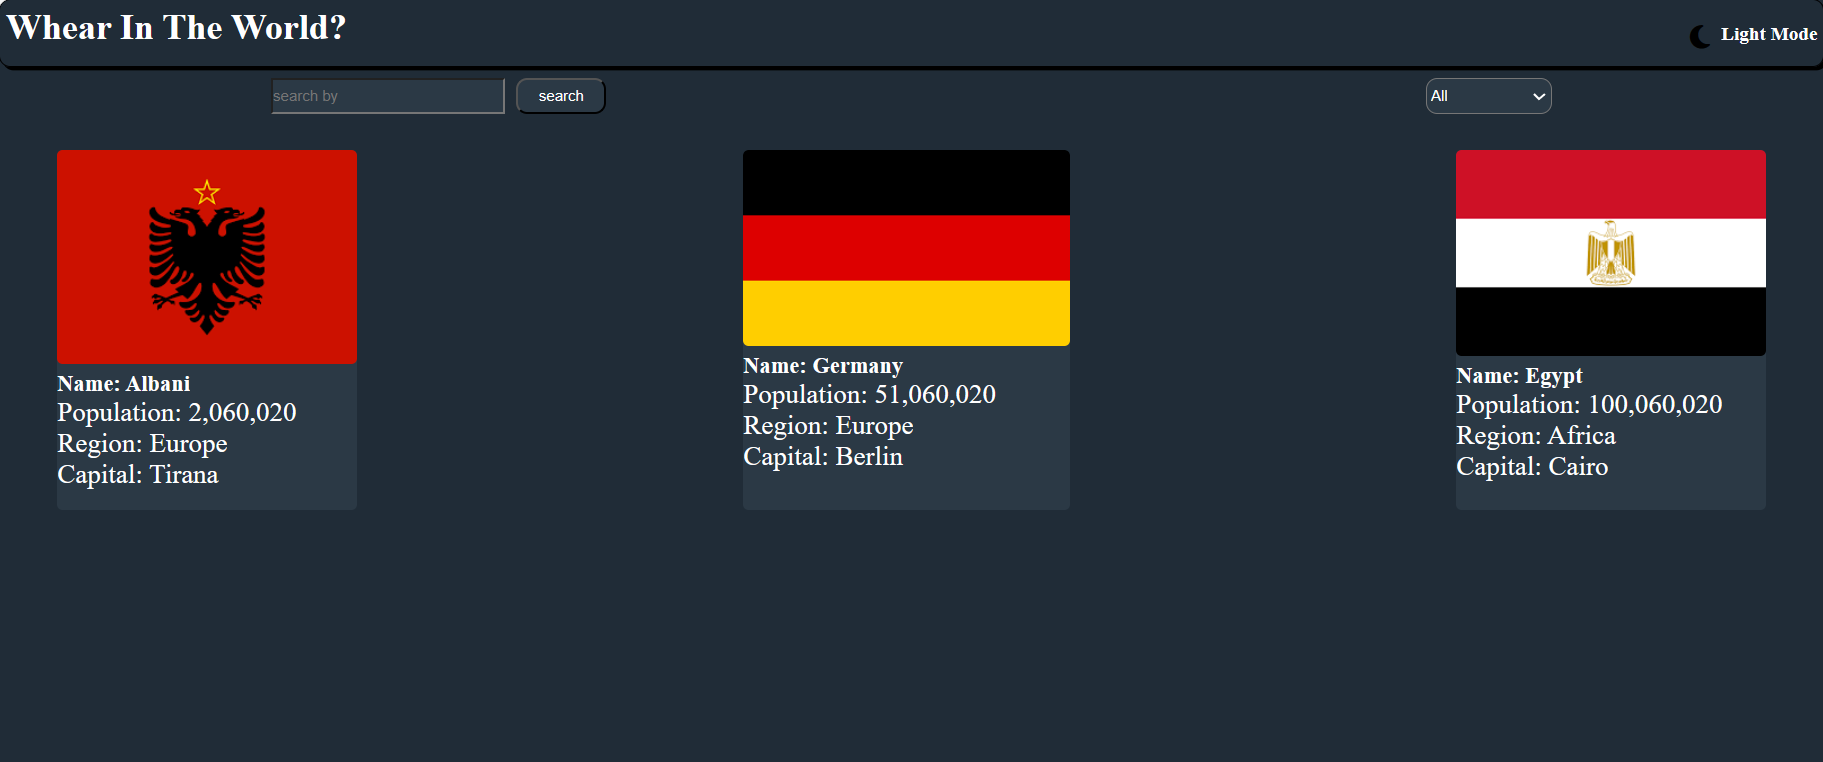 Whear In The World?
Light Mode
search by
search
All
Name: Albani
Population: 2,060,020
Region: Europe
Capital: Tirana
Name: Germany
Population: 51,060,020
Region: Europe
Capital: Berlin
Name: Egypt
Population: 100,060,020
Region: Africa
Capital: Cairo